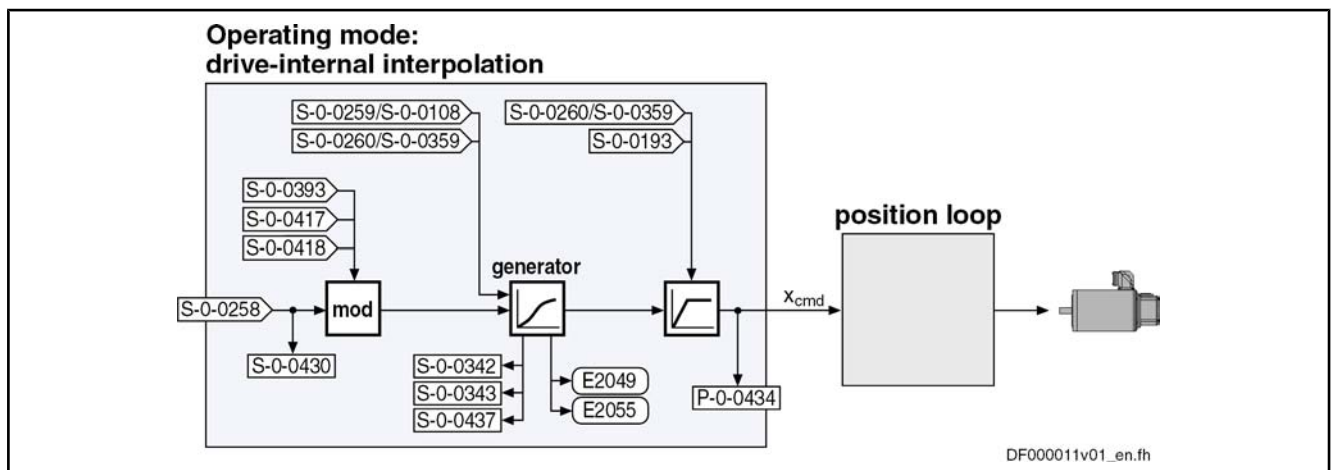 Operating mode:
drive-internal interpolation
S-0-0259/S-0-0108
S-0-0260/S-0-0359
S-0-0260/S-0-0359
S-0-0193
S-0-0393
S-0-0417
S-0-0418
position loop
generator
S-0-0258
mod
xcmd
S-0-0430
S-0-0342
S-0-0343
S-0-0437
E2049
E2055
P-0-0434
DF000011v01_en.fh